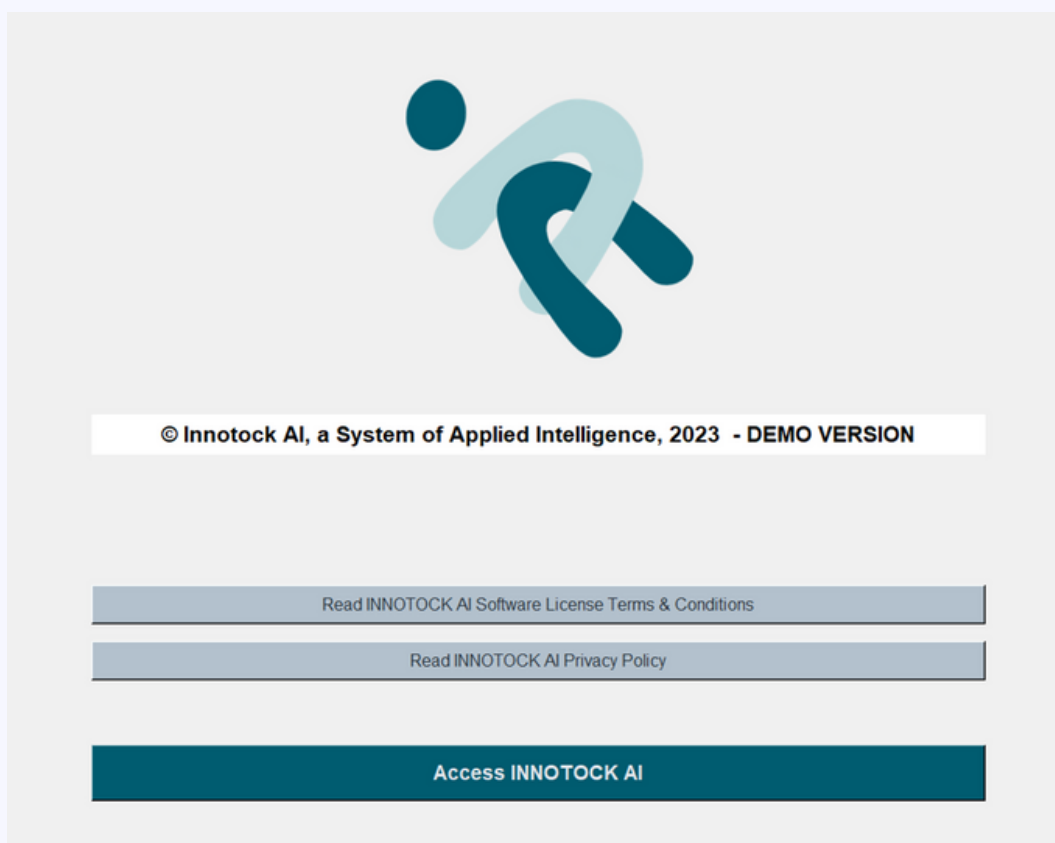 © Innotock AI, a System of Applied Intelligence, 2023 - DEMO VERSION
Read INNOTOCK AI Software License Terms & Conditions
Read INNOTOCK AI Privacy Policy
Access INNOTOCK AI